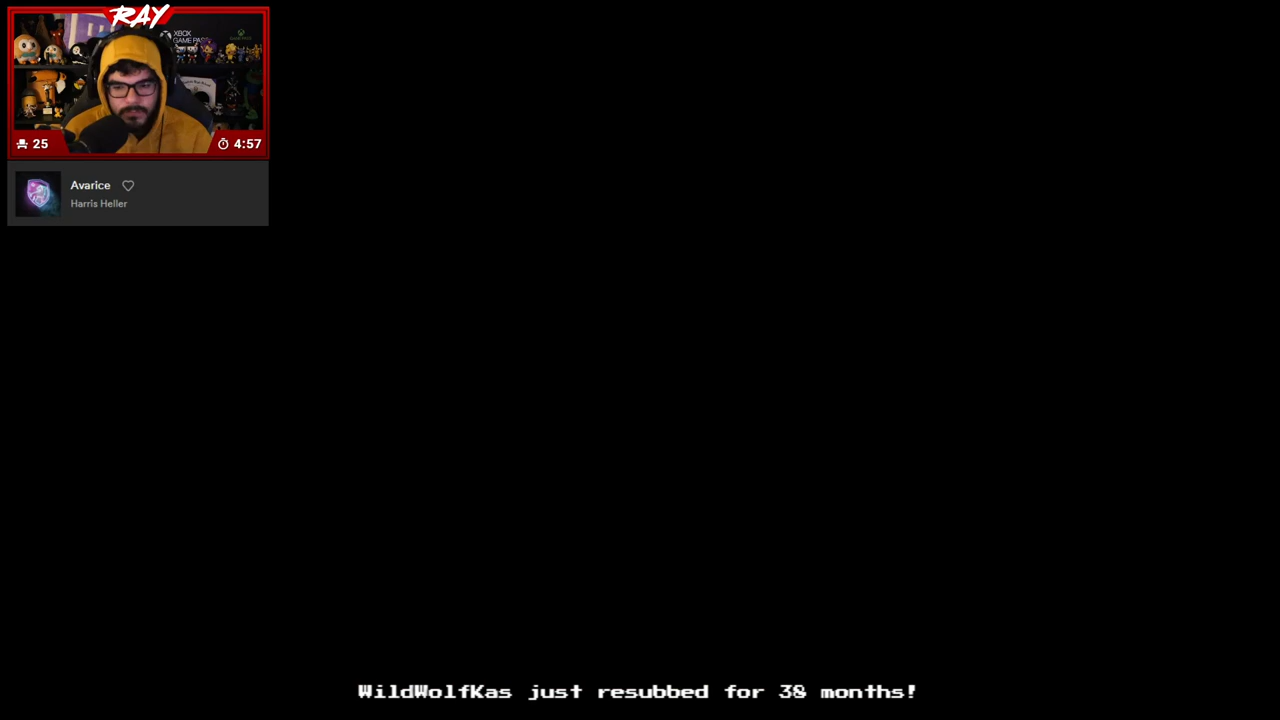 RAY
XBOX
GAME PASS
25
4:57
Avarice
Harris Heller
WildWolfKas just resubbed for 38 months!